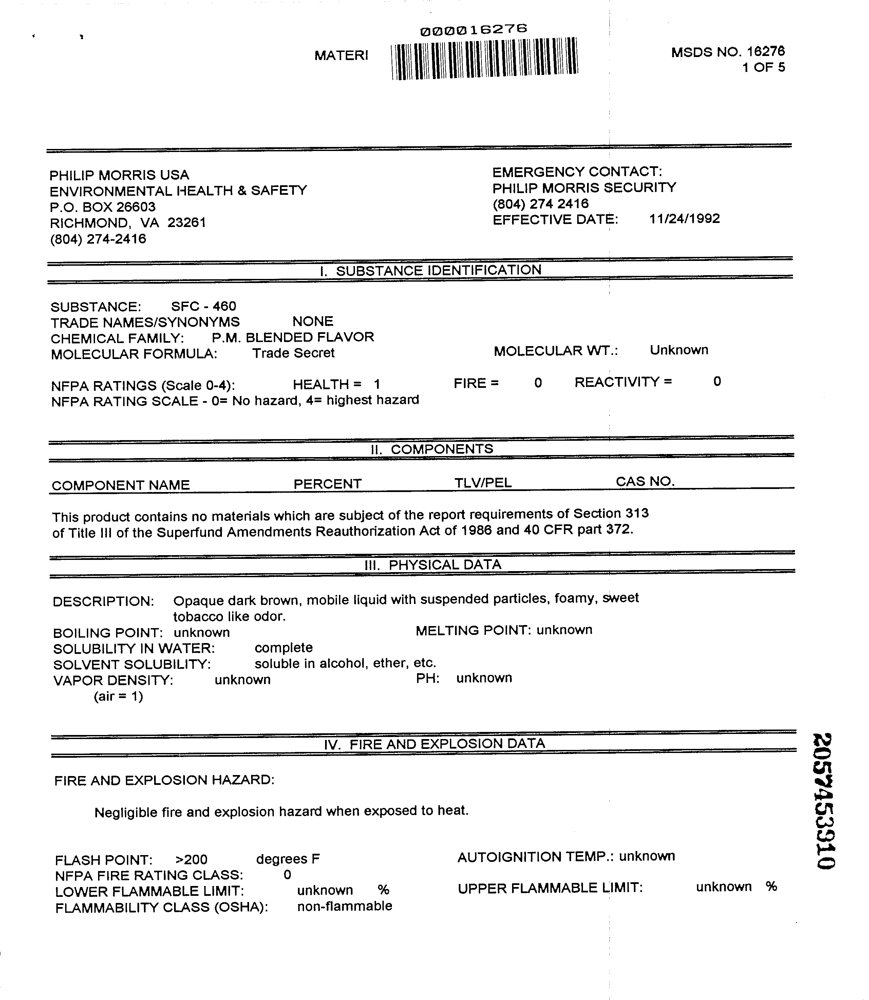 000016276
MATERI
MSDS NO. 16276
1 OF 5
PHILIP MORRIS USA
ENVIRONMENTAL HEALTH & SAFETY
P.O. BOX 26603
RICHMOND, VA 23261
(804) 274-2416
EMERGENCY CONTACT:
PHILIP MORRIS SECURITY
(804) 274 2416
EFFECTIVE DATE: 11/24/1992
I. SUBSTANCE IDENTIFICATION
SUBSTANCE: SFC - 460
TRADE NAMES/SYNONYMS NONE
CHEMICAL FAMILY: P.M. BLENDED FLAVOR
MOLECULAR FORMULA: Trade Secret MOLECULAR WT.: Unknown
NFPA RATINGS (Scale 0-4): HEALTH = 1 FIRE = 0 REACTIVITY = 0
NFPA RATING SCALE - 0= No hazard, 4= highest hazard
II. COMPONENTS
COMPONENT NAME PERCENT TLV/PEL CAS NO.
This product contains no materials which are subject of the report requirements of Section 313
of Title III of the Superfund Amendments Reauthorization Act of 1986 and 40 CFR part 372.
III. PHYSICAL DATA
DESCRIPTION: Opaque dark brown, mobile liquid with suspended particles, foamy, sweet
tobacco like odor.
BOILING POINT: unknown MELTING POINT: unknown
SOLUBILITY IN WATER: complete
SOLVENT SOLUBILITY: soluble in alcohol, ether, etc.
VAPOR DENSITY: unknown PH: unknown
(air = 1)
IV. FIRE AND EXPLOSION DATA
FIRE AND EXPLOSION HAZARD:
Negligible fire and explosion hazard when exposed to heat.
FLASH POINT: >200 degrees F AUTOIGNITION TEMP.: unknown
NFPA FIRE RATING CLASS: 0
LOWER FLAMMABLE LIMIT: unknown % UPPER FLAMMABLE LIMIT: unknown %
FLAMMABILITY CLASS (OSHA): non-flammable
2057453910